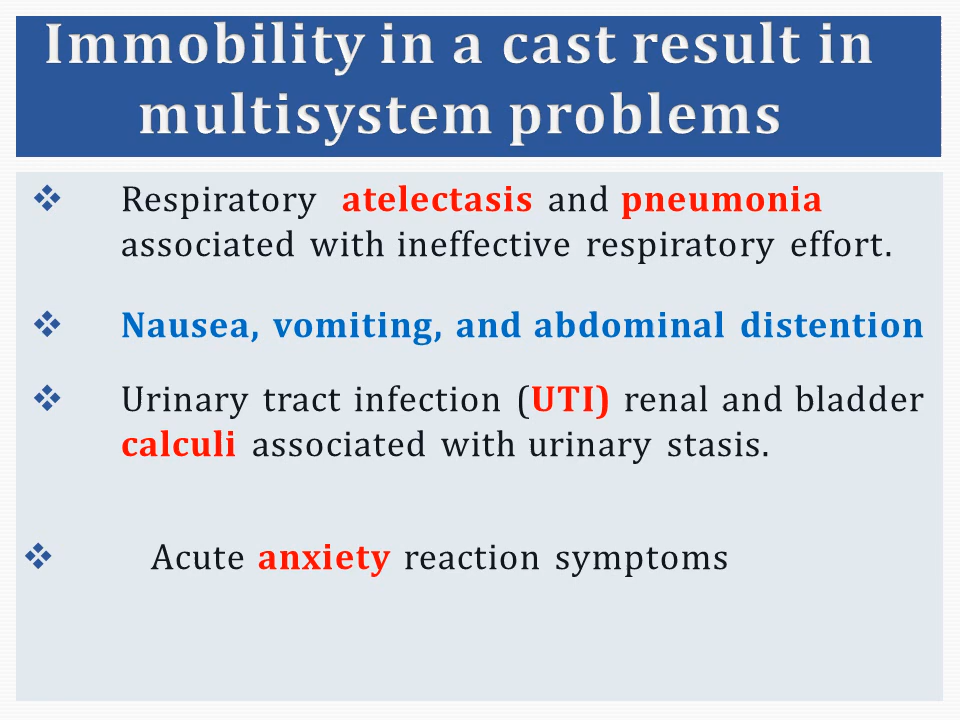 Immobility in a cast result in
multisystem problems
❖ Respiratory atelectasis and pneumonia
associated with ineffective respiratory effort.
❖ Nausea, vomiting, and abdominal distention
❖ Urinary tract infection (UTI) renal and bladder
calculi associated with urinary stasis.
❖ Acute anxiety reaction symptoms